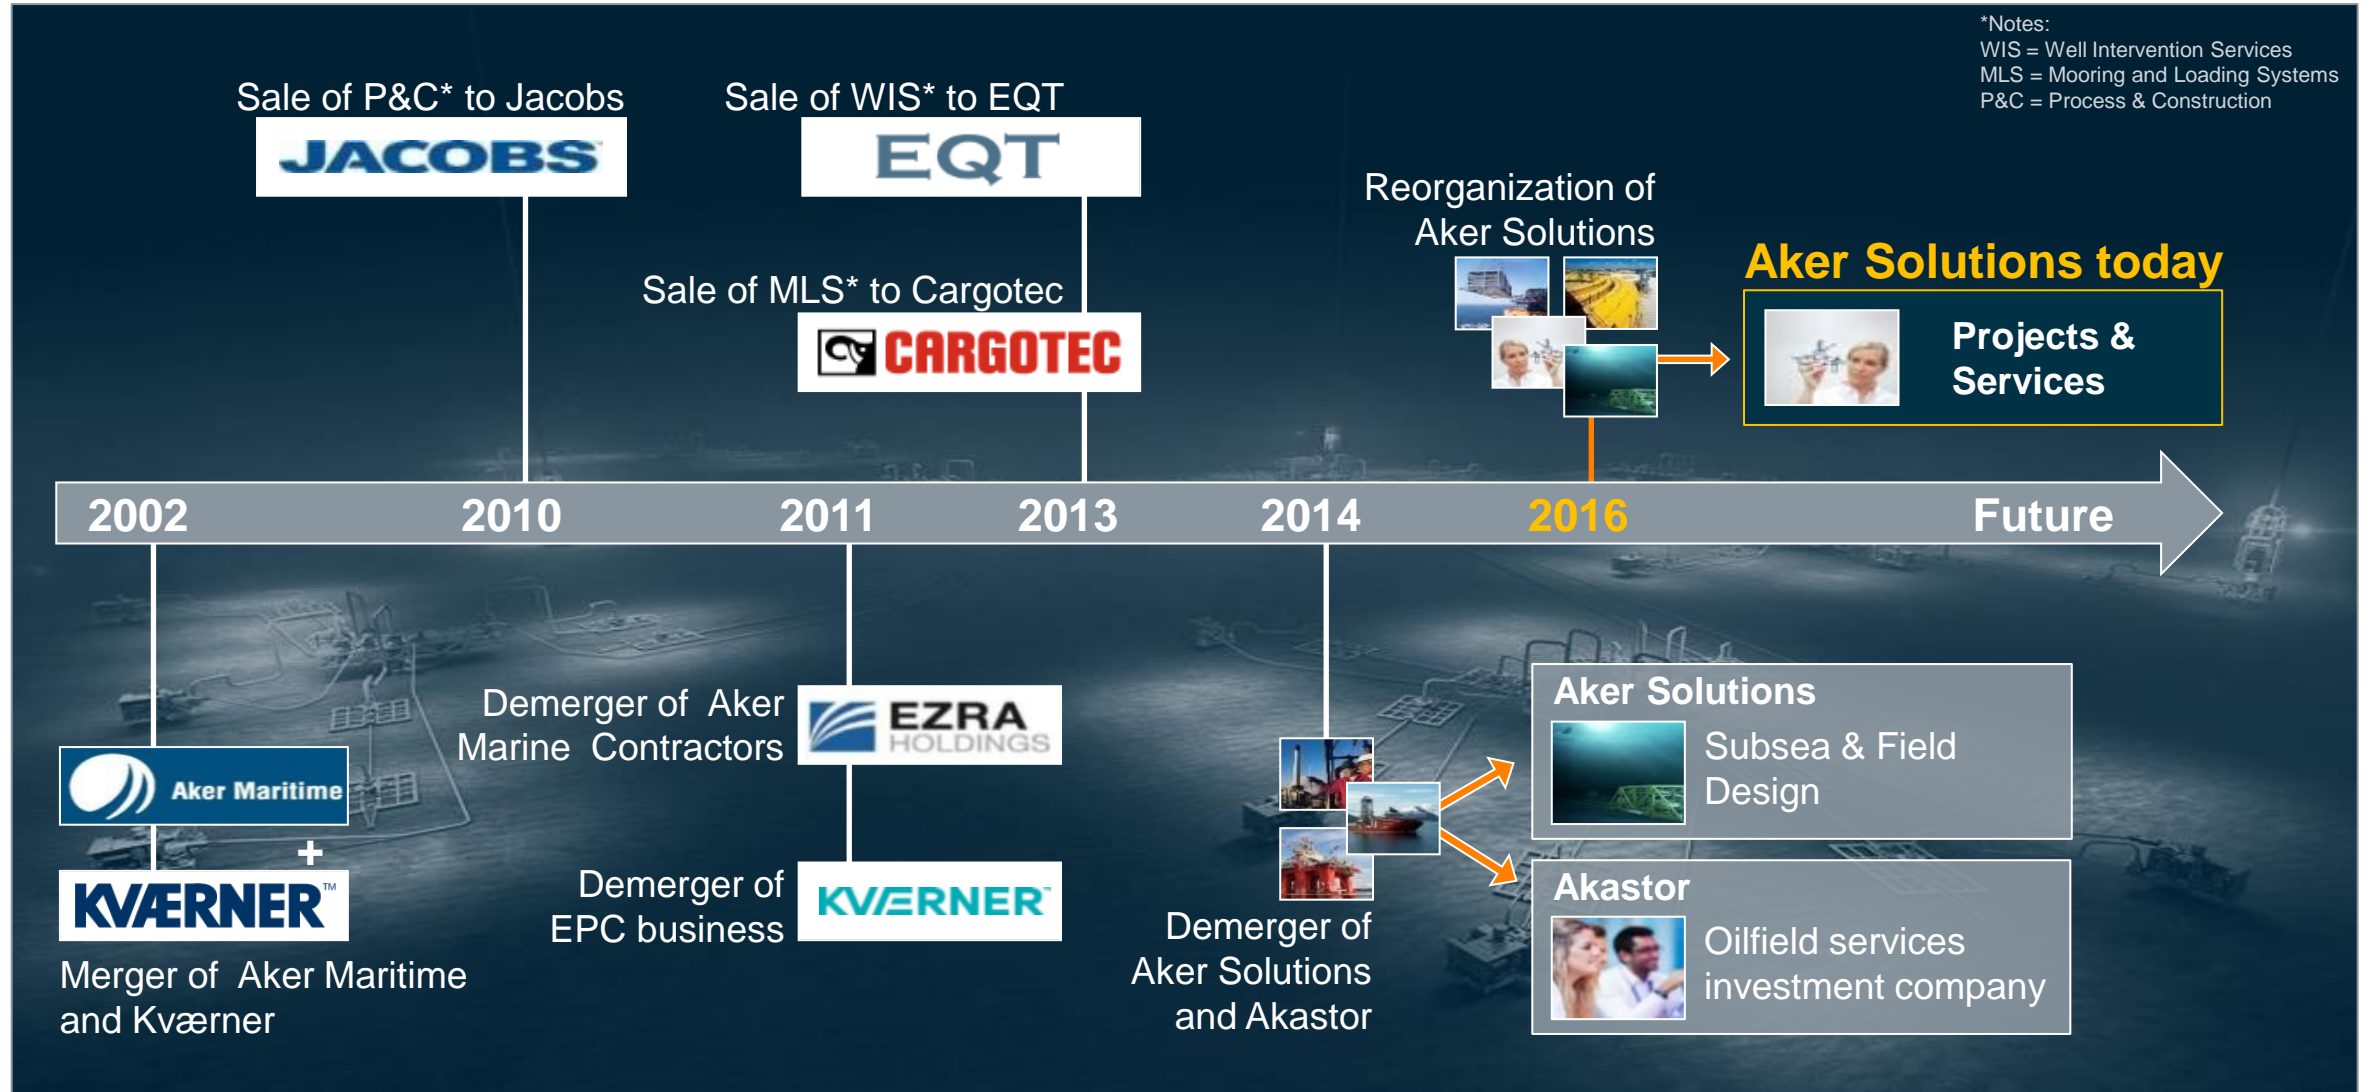 *Notes:
WIS = Well Intervention Services
MLS = Mooring and Loading Systems
P&C = Process & Construction
Sale of P&C* to Jacobs
JACOBS
Sale of WIS* to EQT
EQT
Sale of MLS* to Cargotec
CARGOTEC
Reorganization of
Aker Solutions
Aker Solutions today
Projects &
Services
2002
2010
2011
2013
2014
2016
Future
Aker Maritime
+
KVÆRNER™
Merger of Aker Maritime
and Kværner
Demerger of Aker
Marine Contractors
EZRA
HOLDINGS
Demerger of
EPC business
KVÆRNER™
Demerger of
Aker Solutions
and Akastor
Aker Solutions
Subsea & Field
Design
Akastor
Oilfield services
investment company